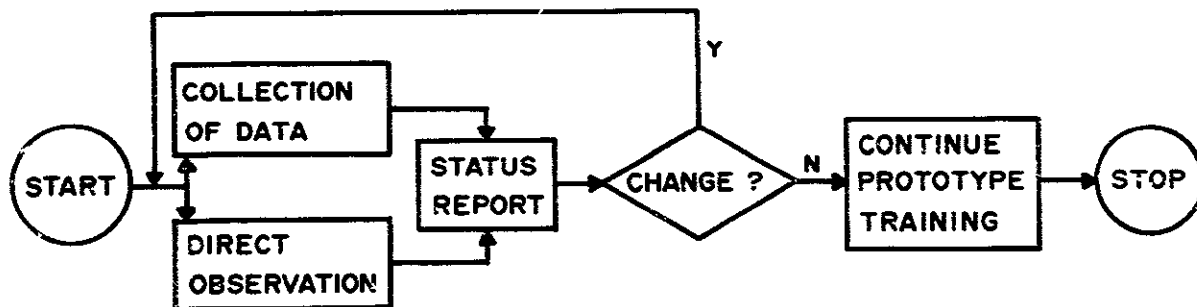 START
COLLECTION
OF DATA
DIRECT
OBSERVATION
STATUS
REPORT
CHANGE ?
Y
N
CONTINUE
PROTOTYPE
TRAINING
STOP